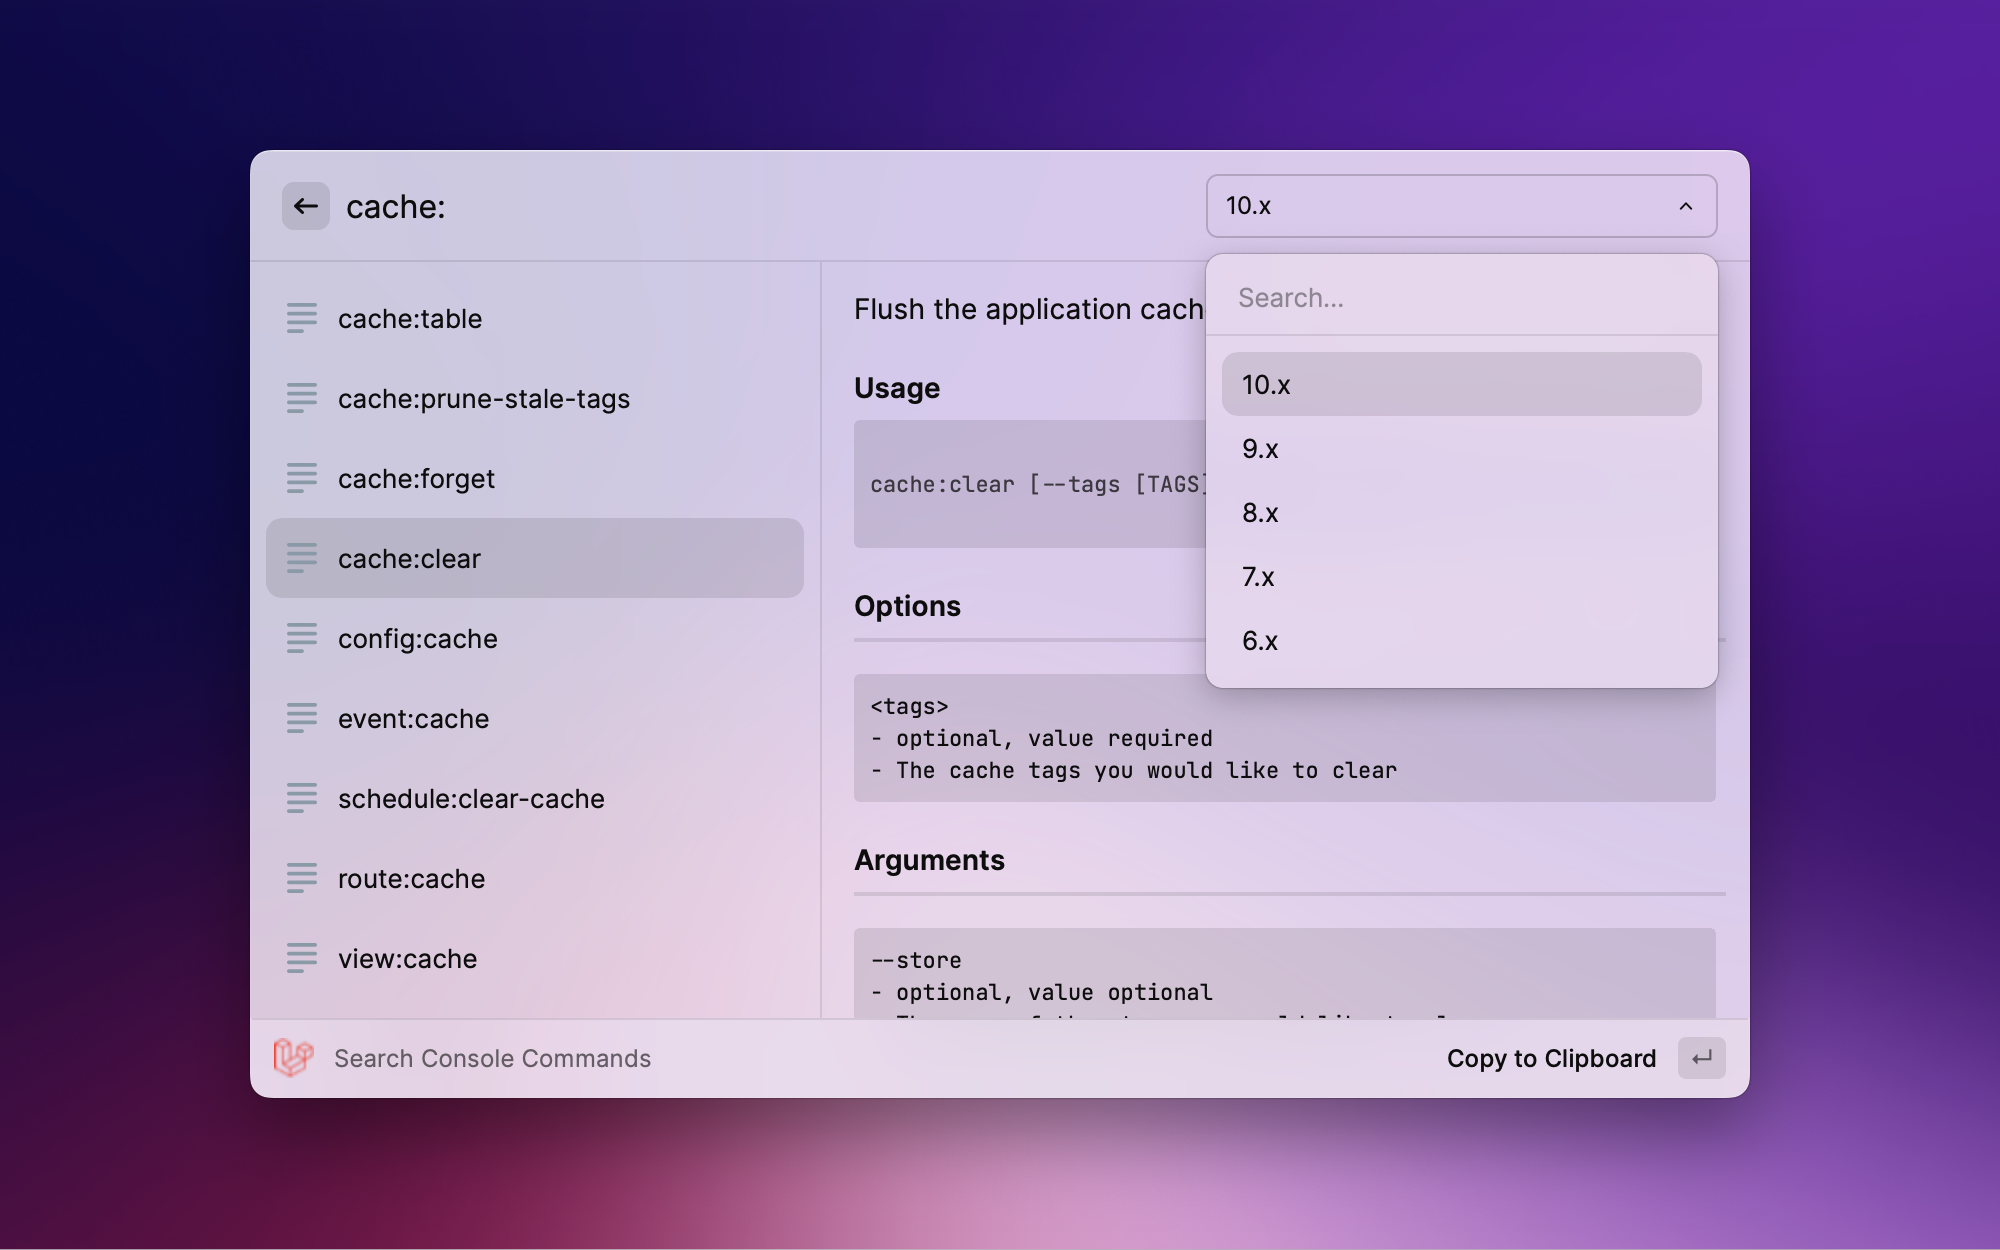 cache:
10.x
Search...
10.x
9.x
8.x
7.x
6.x
cache:table
cache:prune-stale-tags
cache:forget
cache:clear
config:cache
event:cache
schedule:clear-cache
route:cache
view:cache
Flush the application
Usage
cache:clear [--tags [TAGS]
Options
<tags>
- optional, value required
- The cache tags you would like to clear
Arguments
--store
- optional, value optional
Search Console Commands
Copy to Clipboard